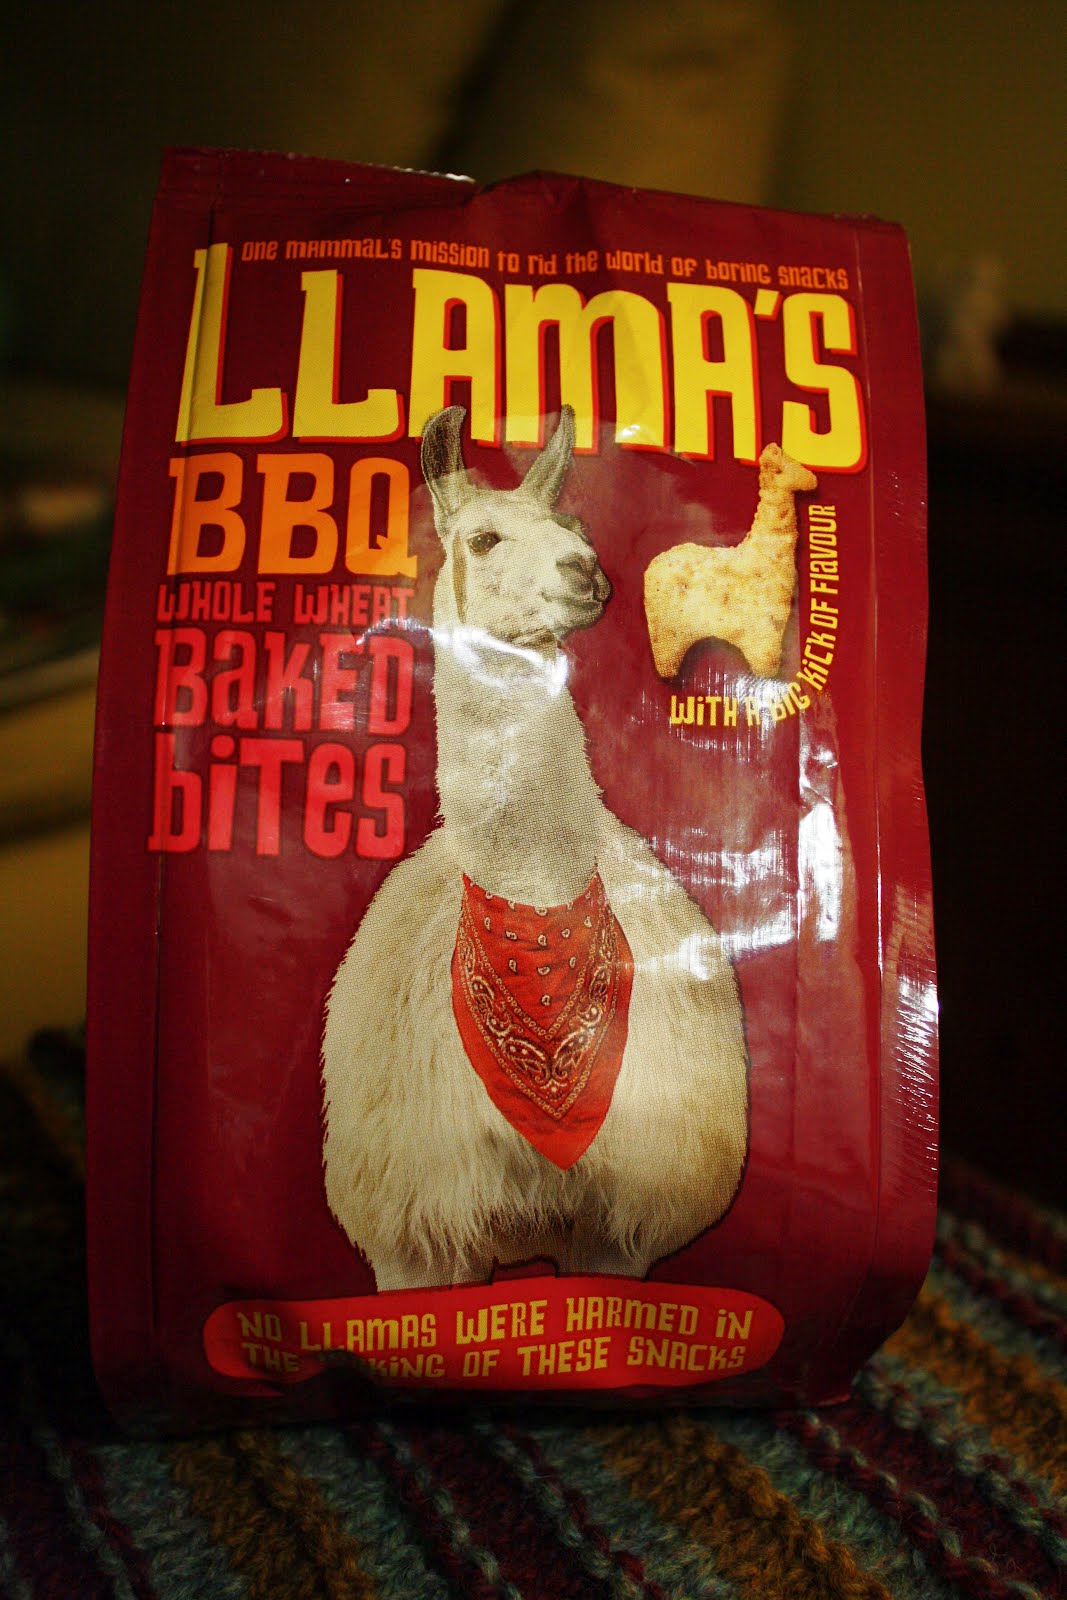 ONE MAMMAL'S MISSION TO RID THE WORLD OF BORING SNACKS
LLAMA'S
BBQ
WHOLE WHEAT
BAKED
BITES
WITH A BIG KICK OF FLAVOUR
NO LLAMAS WERE HARMED IN
THE MAKING OF THESE SNACKS